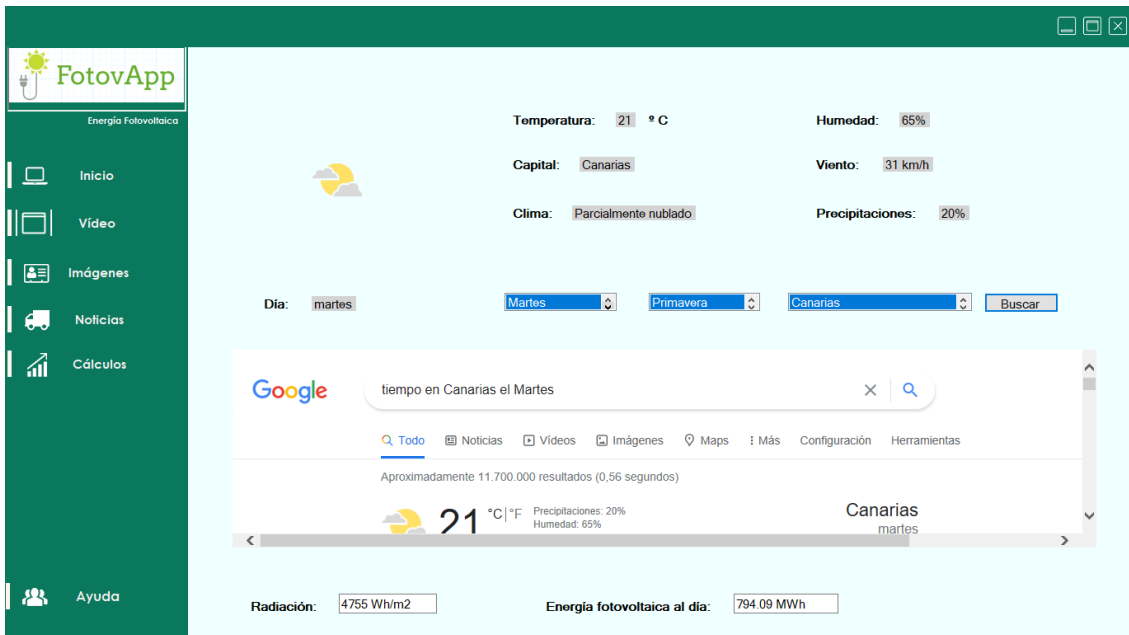 FotovApp
Energía Fotovoltaica
Inicio
Vídeo
Imágenes
Noticias
Cálculos
Ayuda
Temperatura: 21 º C Humedad: 65%
Capital: Canarias Viento: 31 km/h
Clima: Parcialmente nublado Precipitaciones: 20%
Día: martes Martes Primavera Canarias Buscar
Google tiempo en Canarias el Martes
Todo Noticias Vídeos Imágenes Maps Más Configuración Herramientas
Aproximadamente 11.700.000 resultados (0,56 segundos)
21 °C|°F Precipitaciones: 20% Canarias
Humedad: 65% martes
Radiación: 4755 Wh/m2 Energía fotovoltaica al día: 794.09 MWh